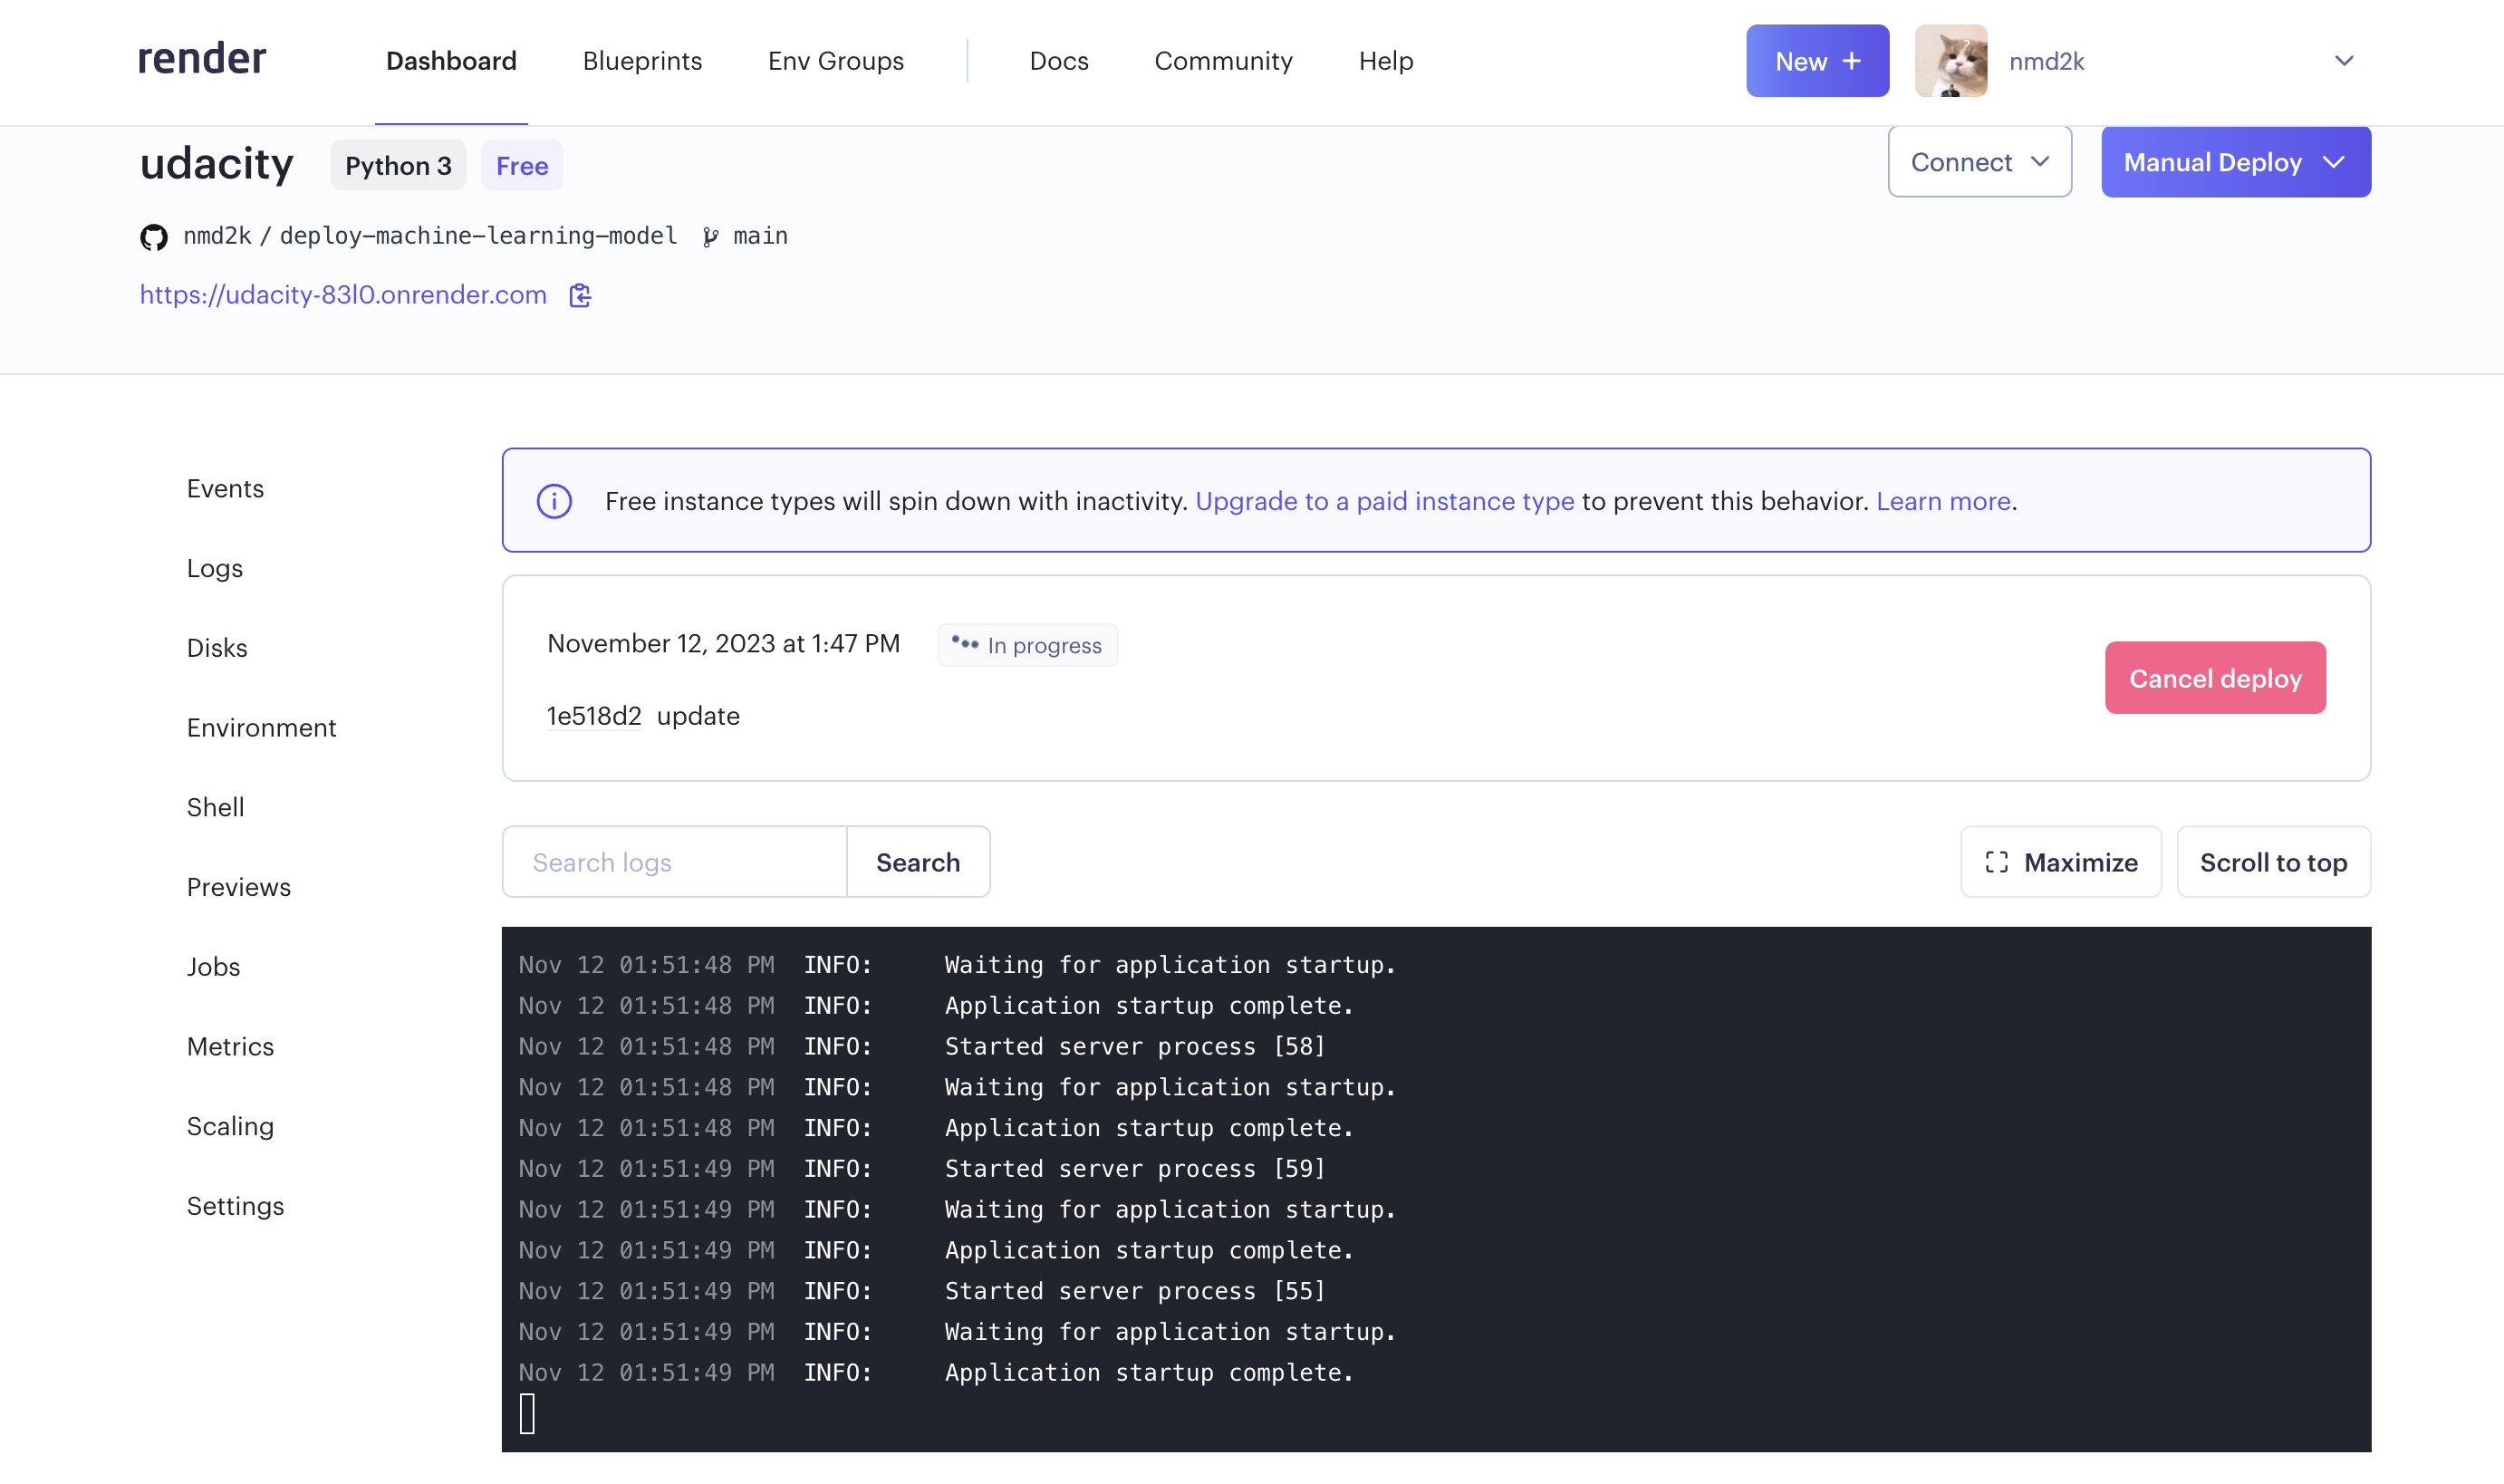 render Dashboard Blueprints Env Groups Docs Community Help New + nmd2k
udacity Python 3 Free Connect Manual Deploy
nmd2k / deploy-machine-learning-model main
https://udacity-83l0.onrender.com
Free instance types will spin down with inactivity. Upgrade to a paid instance type to prevent this behavior. Learn more.
Events
Logs
Disks
Environment
Shell
Previews
Jobs
Metrics
Scaling
Settings
November 12, 2023 at 1:47 PM In progress
Cancel deploy
1e518d2 update
Search logs Search Maximize Scroll to top
Nov 12 01:51:48 PM INFO: Waiting for application startup.
Nov 12 01:51:48 PM INFO: Application startup complete.
Nov 12 01:51:48 PM INFO: Started server process [58]
Nov 12 01:51:48 PM INFO: Waiting for application startup.
Nov 12 01:51:48 PM INFO: Application startup complete.
Nov 12 01:51:49 PM INFO: Started server process [59]
Nov 12 01:51:49 PM INFO: Waiting for application startup.
Nov 12 01:51:49 PM INFO: Application startup complete.
Nov 12 01:51:49 PM INFO: Started server process [55]
Nov 12 01:51:49 PM INFO: Waiting for application startup.
Nov 12 01:51:49 PM INFO: Application startup complete.